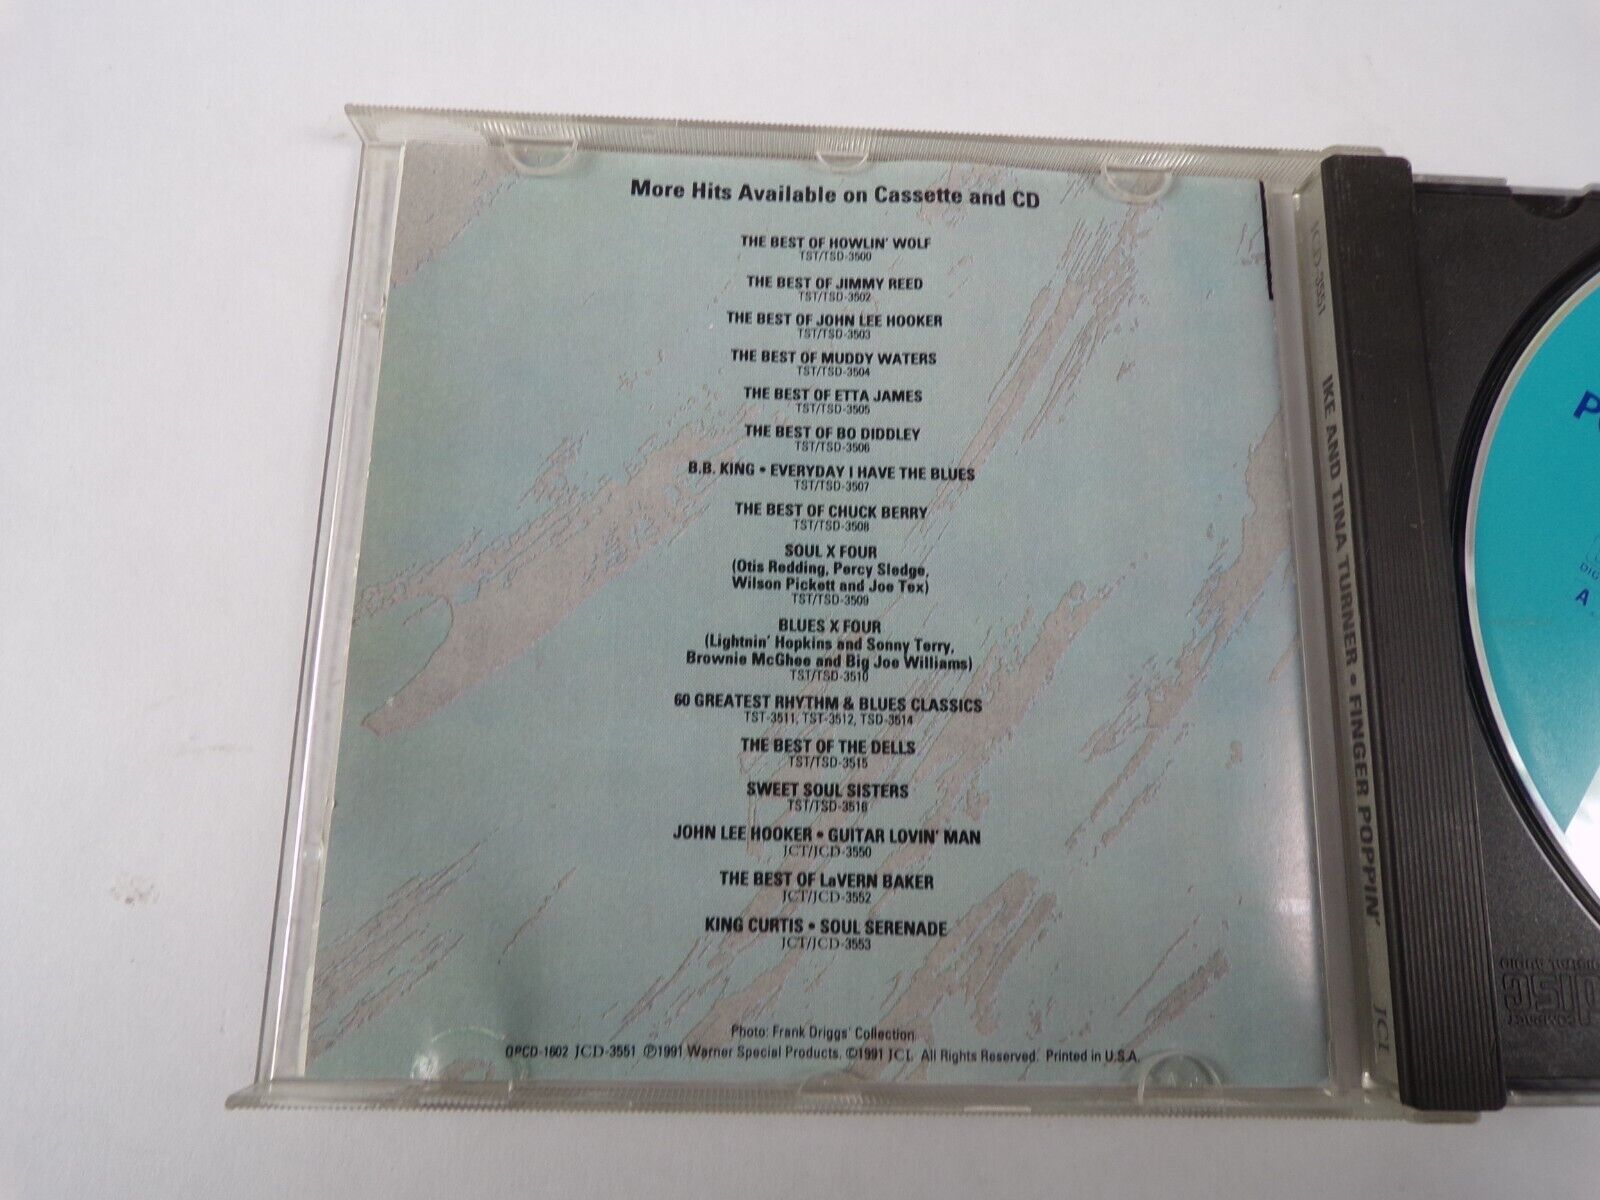 More Hits Available on Cassette and CD
THE BEST OF HOWLIN' WOLF
TST/TSD-3500
THE BEST OF JIMMY REED
TST/TSD-3502
THE BEST OF JOHN LEE HOOKER
TST/TSD-3503
THE BEST OF MUDDY WATERS
TST/TSD-3504
THE BEST OF ETTA JAMES
TST/TSD-3505
THE BEST OF BO DIDDLEY
TST/TSD-3506
B.B. KING • EVERYDAY I HAVE THE BLUES
TST/TSD-3507
THE BEST OF CHUCK BERRY
TST/TSD-3508
SOUL X FOUR
(Otis Redding, Percy Sledge,
Wilson Pickett and Joe Tex)
TST/TSD-3509
BLUES X FOUR
(Lightnin' Hopkins and Sonny Terry,
Brownie McGhee and Big Joe Williams)
TST/TSD-3510
60 GREATEST RHYTHM & BLUES CLASSICS
TST-3511, TST-3512, TSD-3514
THE BEST OF THE DELLS
TST/TSD-3515
SWEET SOUL SISTERS
TST/TSD-3516
JOHN LEE HOOKER • GUITAR LOVIN' MAN
JCT/JCD-3550
THE BEST OF LaVERN BAKER
JCT/JCD-3552
KING CURTIS • SOUL SERENADE
JCT/JCD-3553
Photo: Frank Driggs' Collection.
OPCD-1602 JCD-3551 ℗1991 Warner Special Products. ©1991 JCI. All Rights Reserved. Printed in U.S.A.
JCD-3551 IKE AND TINA TURNER • FINGER POPPIN' JCI
P
DIG
A
COMPACT
DISC
DIGITAL AUDIO